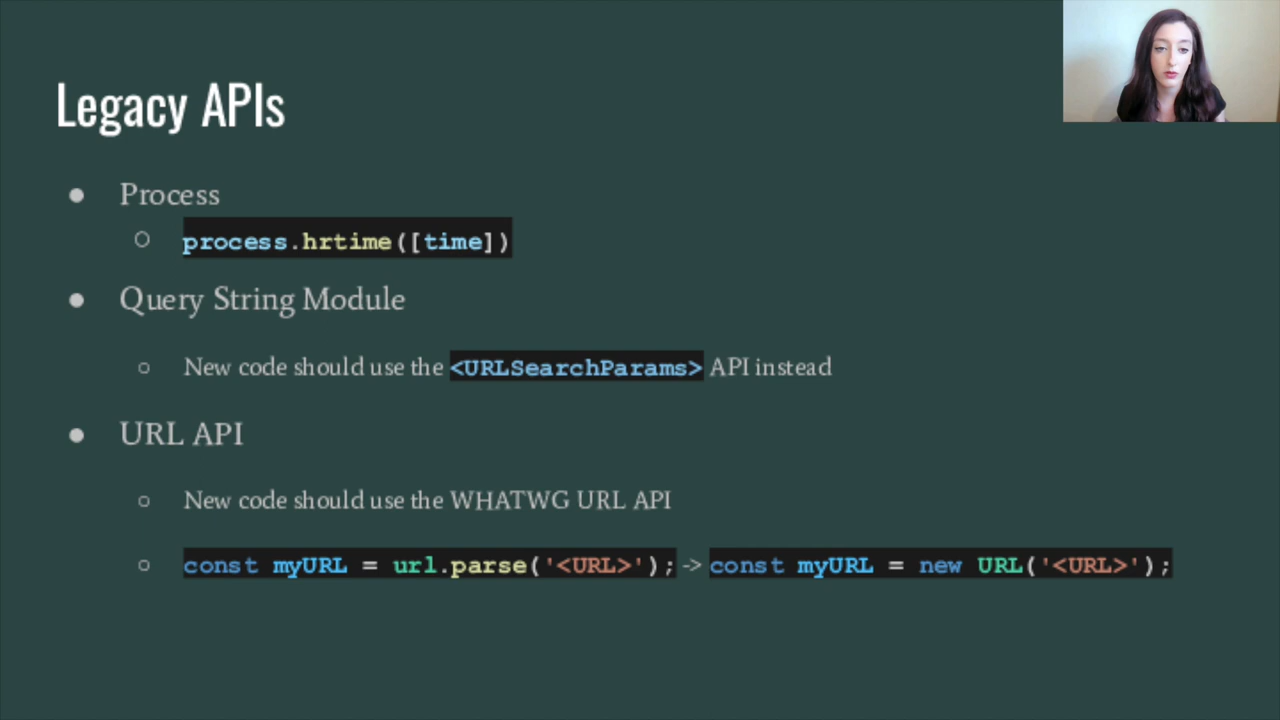 Legacy APIs
● Process
○ process.hrtime([time])
● Query String Module
○ New code should use the <URLSearchParams> API instead
● URL API
○ New code should use the WHATWG URL API
○ const myURL = url.parse('<URL>'); -> const myURL = new URL('<URL>');